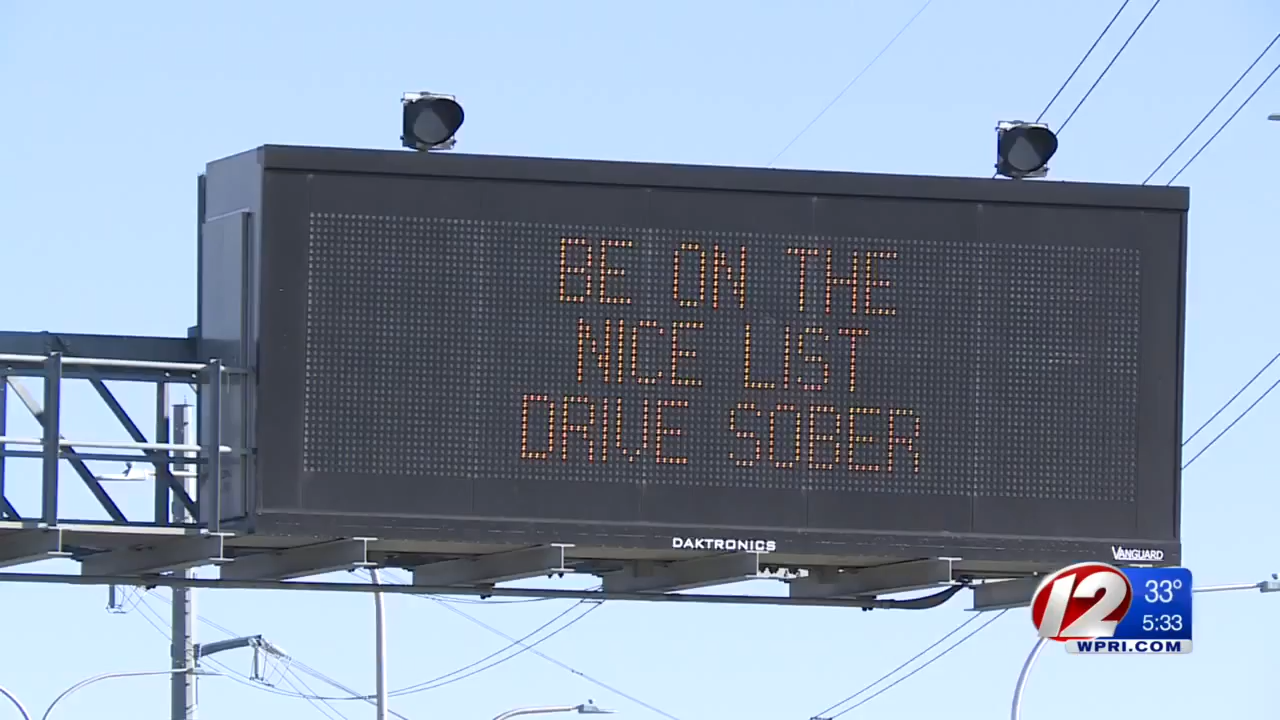 BE ON THE
NICE LIST
DRIVE SOBER
DAKTRONICS
VANGUARD
12
33°
5:33
WPRI.COM